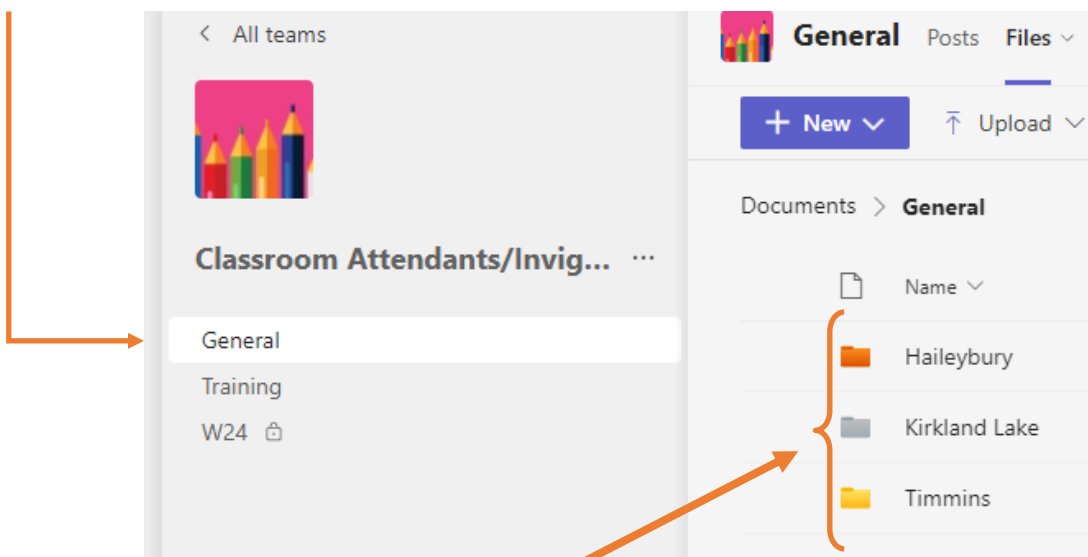 All teams
Classroom Attendants/Invig... ...
General
Training
W24
General Posts Files
+ New Upload
Documents > General
Name
Haileybury
Kirkland Lake
Timmins